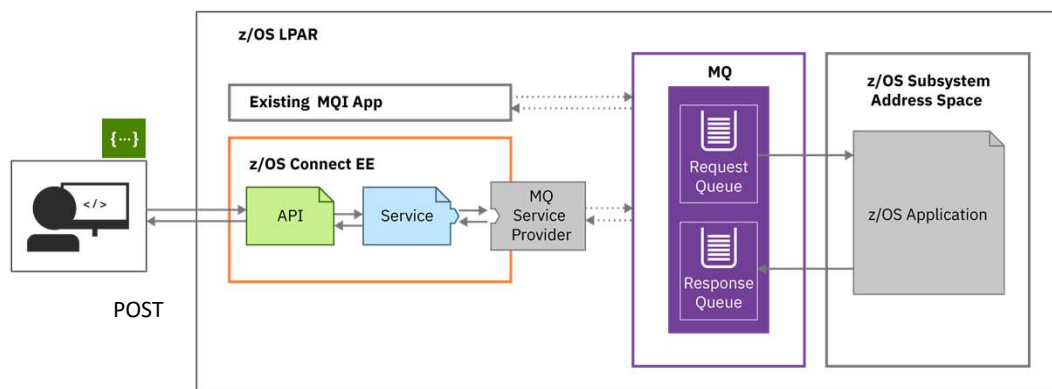 z/OS LPAR
Existing MQI App
{...}
z/OS Connect EE
</>
API
Service
MQ
Service
Provider
POST
MQ
Request
Queue
Response
Queue
z/OS Subsystem
Address Space
z/OS Application